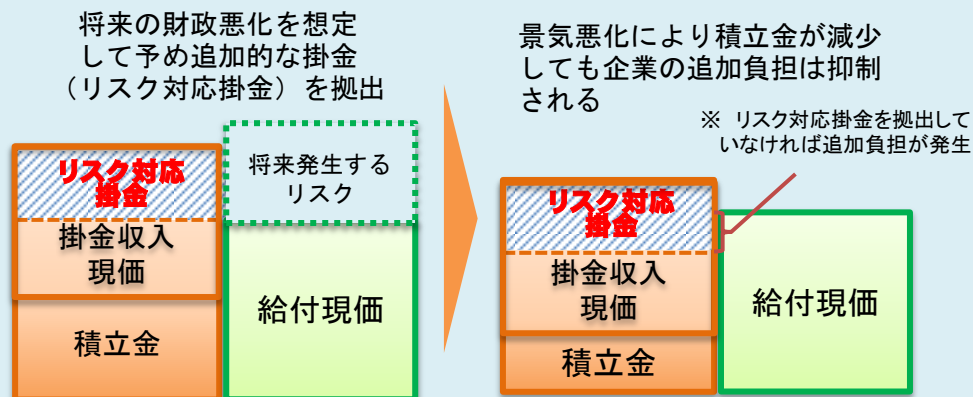 将来の財政悪化を想定
して予め追加的な掛金
（リスク対応掛金）を拠出
リスク対応
掛金
掛金収入
現価
積立金
将来発生する
リスク
給付現価
景気悪化により積立金が減少
しても企業の追加負担は抑制
される
※ リスク対応掛金を拠出して
いなければ追加負担が発生
リスク対応
掛金
掛金収入
現価
積立金
給付現価